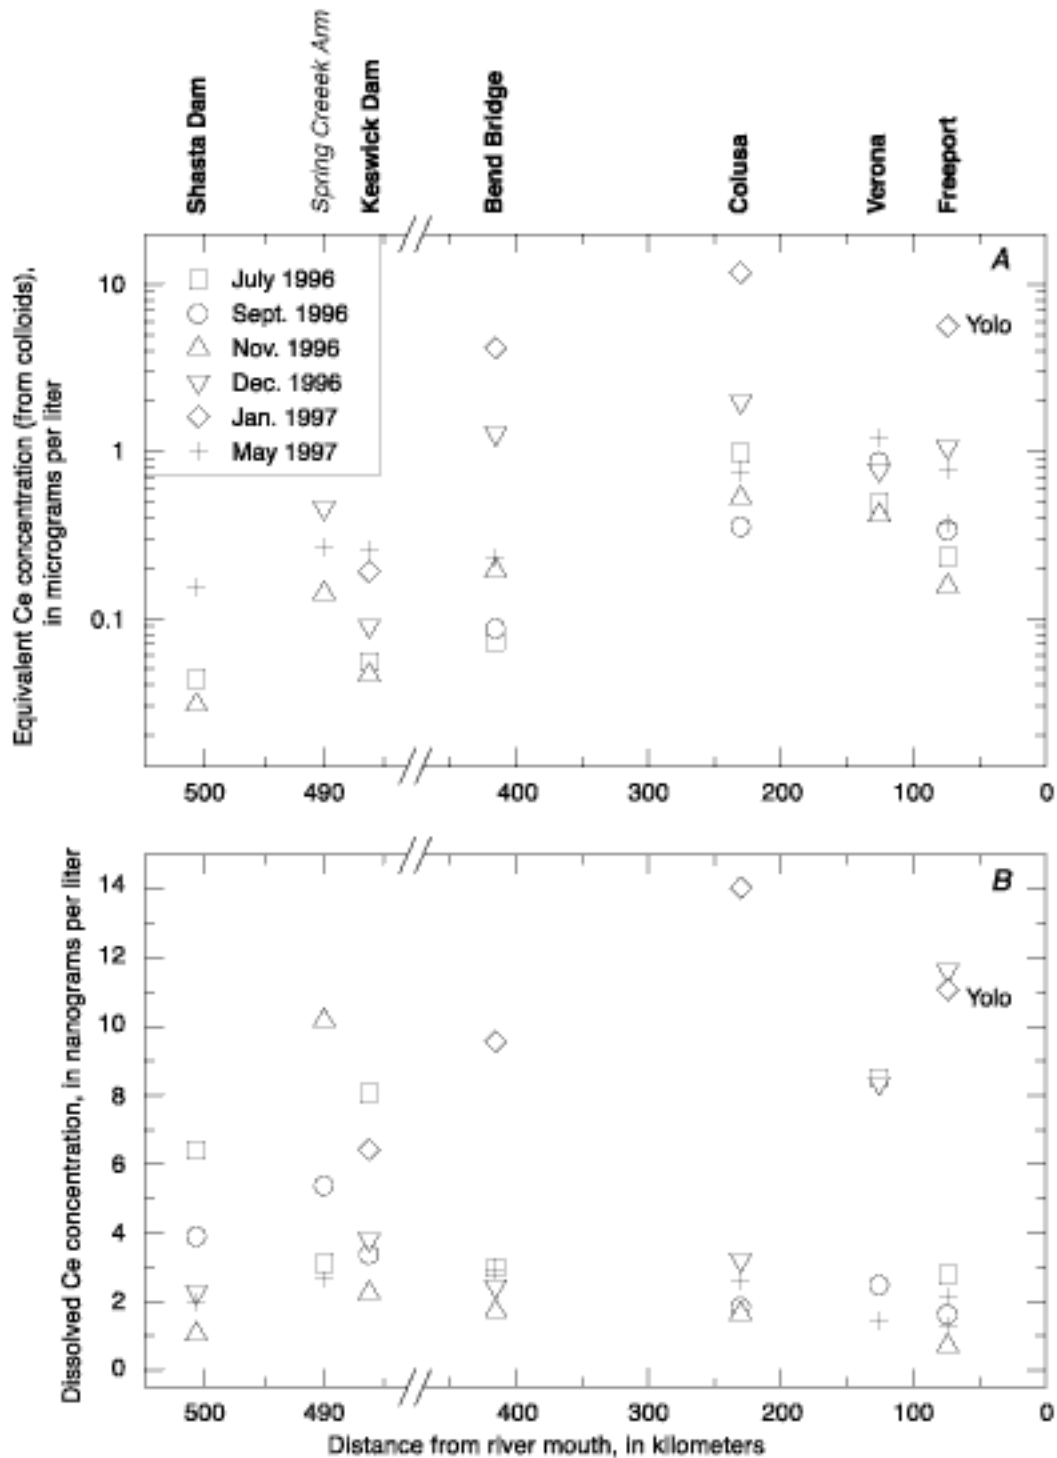 Shasta Dam
Spring Creeek Arm
Keswick Dam
Bend Bridge
Colusa
Verona
Freeport
Equivalent Ce concentration (from colloids),
in micrograms per liter
10
1
0.1
July 1996
Sept. 1996
Nov. 1996
Dec. 1996
Jan. 1997
May 1997
A
Yolo
500 490 400 300 200 100 0
Dissolved Ce concentration, in nanograms per liter
14
12
10
8
6
4
2
0
B
Yolo
500 490 400 300 200 100 0
Distance from river mouth, in kilometers